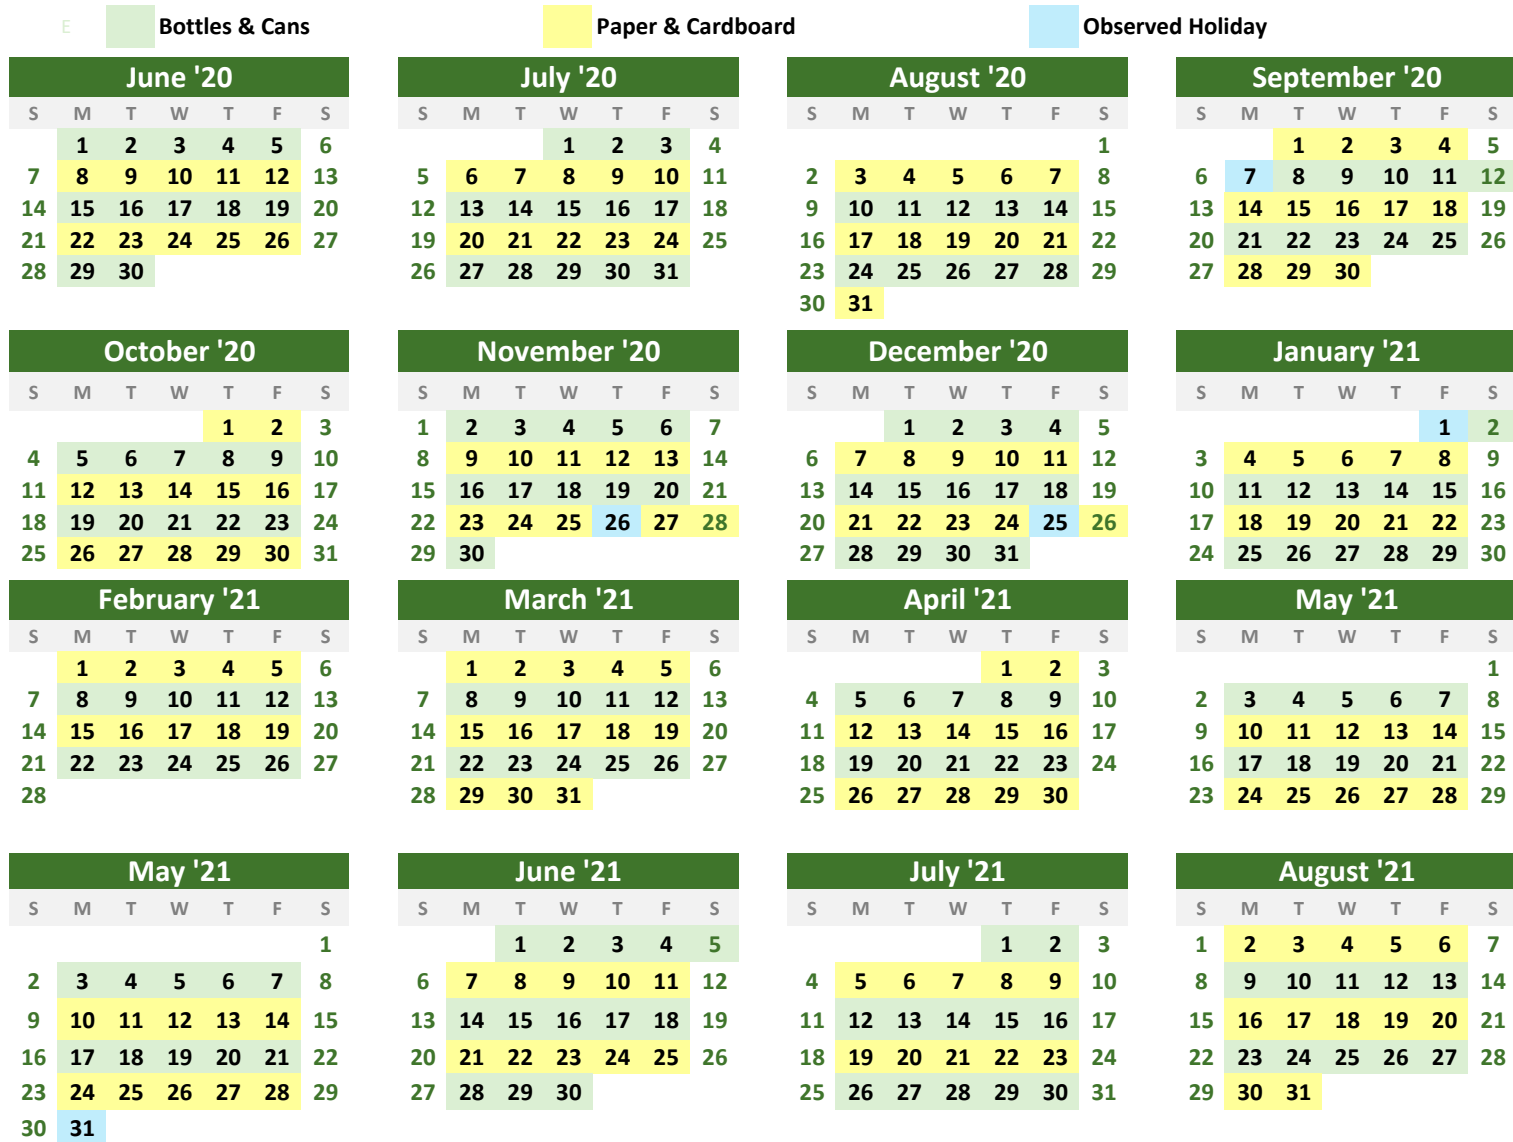 E Bottles & Cans Paper & Cardboard Observed Holiday
June '20 July '20 August '20 September '20
S M T W T F S S M T W T F S S M T W T F S S M T W T F S
1 2 3 4 5 6 1 2 3 4 1 1 2 3 4 5
7 8 9 10 11 12 13 5 6 7 8 9 10 11 2 3 4 5 6 7 8 6 7 8 9 10 11 12
14 15 16 17 18 19 20 12 13 14 15 16 17 18 9 10 11 12 13 14 15 13 14 15 16 17 18 19
21 22 23 24 25 26 27 19 20 21 22 23 24 25 16 17 18 19 20 21 22 20 21 22 23 24 25 26
28 29 30 26 27 28 29 30 31 23 24 25 26 27 28 29 27 28 29 30
30 31
October '20 November '20 December '20 January '21
S M T W T F S S M T W T F S S M T W T F S S M T W T F S
1 2 3 1 2 3 4 5 6 7 1 2 3 4 5 1 2
4 5 6 7 8 9 10 8 9 10 11 12 13 14 6 7 8 9 10 11 12 3 4 5 6 7 8 9
11 12 13 14 15 16 17 15 16 17 18 19 20 21 13 14 15 16 17 18 19 10 11 12 13 14 15 16
18 19 20 21 22 23 24 22 23 24 25 26 27 28 20 21 22 23 24 25 26 17 18 19 20 21 22 23
25 26 27 28 29 30 31 29 30 27 28 29 30 31 24 25 26 27 28 29 30
February '21 March '21 April '21 May '21
S M T W T F S S M T W T F S S M T W T F S S M T W T F S
1 2 3 4 5 6 1 2 3 4 5 6 1 2 3 1
7 8 9 10 11 12 13 7 8 9 10 11 12 13 4 5 6 7 8 9 10 2 3 4 5 6 7 8
14 15 16 17 18 19 20 14 15 16 17 18 19 20 11 12 13 14 15 16 17 9 10 11 12 13 14 15
21 22 23 24 25 26 27 21 22 23 24 25 26 27 18 19 20 21 22 23 24 16 17 18 19 20 21 22
28 28 29 30 31 25 26 27 28 29 30 23 24 25 26 27 28 29
May '21 June '21 July '21 August '21
S M T W T F S S M T W T F S S M T W T F S S M T W T F S
1 1 2 3 4 5 1 2 3 1 2 3 4 5 6 7
2 3 4 5 6 7 8 6 7 8 9 10 11 12 4 5 6 7 8 9 10 8 9 10 11 12 13 14
9 10 11 12 13 14 15 13 14 15 16 17 18 19 11 12 13 14 15 16 17 15 16 17 18 19 20 21
16 17 18 19 20 21 22 20 21 22 23 24 25 26 18 19 20 21 22 23 24 22 23 24 25 26 27 28
23 24 25 26 27 28 29 27 28 29 30 25 26 27 28 29 30 31 29 30 31
30 31